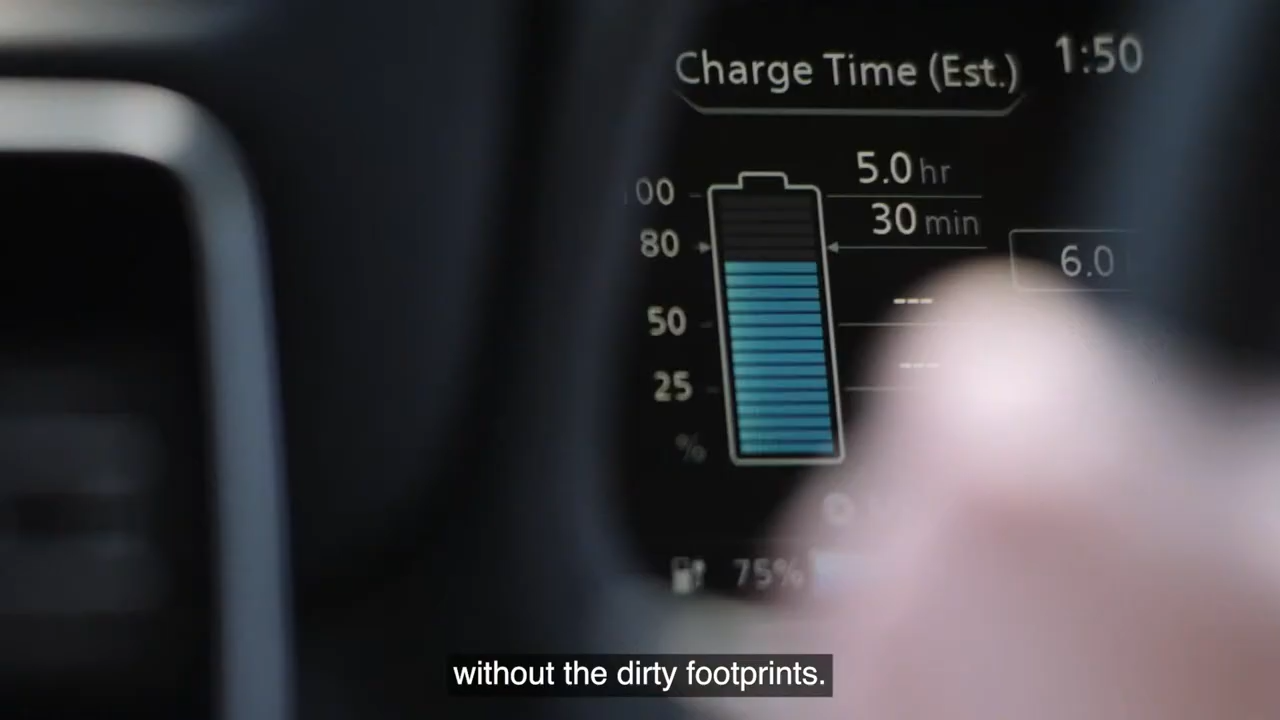 Charge Time (Est.) 1:50
100 5.0 hr
80 30 min
6.0
50 ---
25 ---
%
75%
without the dirty footprints.